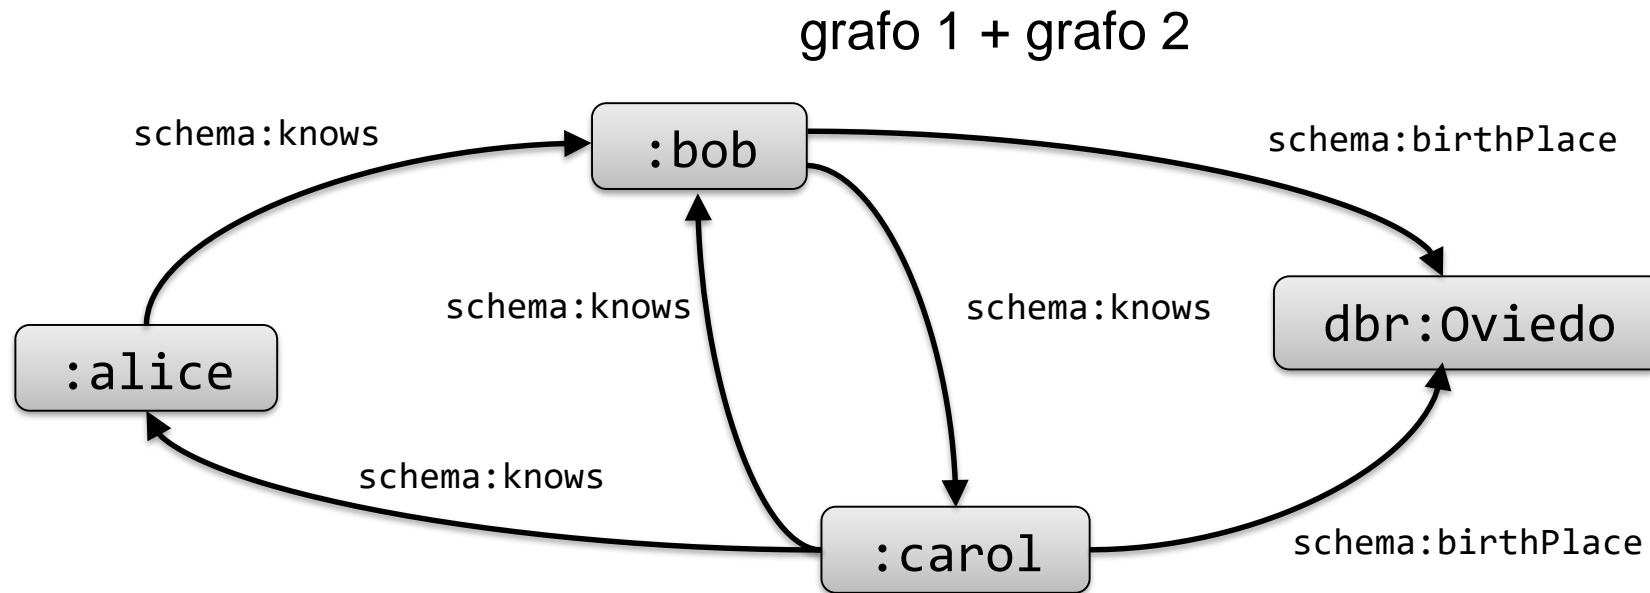 grafo 1 + grafo 2
schema:knows
:bob
schema:birthPlace
schema:knows
schema:knows
dbr:Oviedo
:alice
schema:knows
:carol
schema:birthPlace